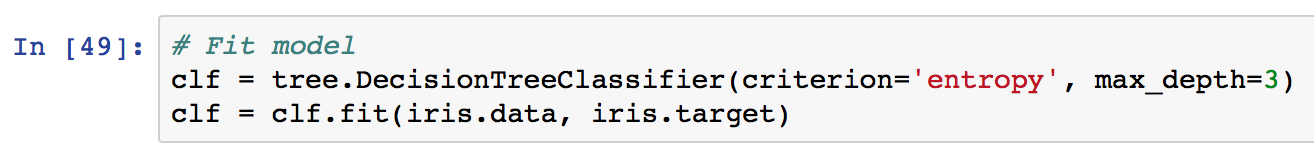 In [49]: # Fit model
clf = tree.DecisionTreeClassifier(criterion='entropy', max_depth=3)
clf = clf.fit(iris.data, iris.target)